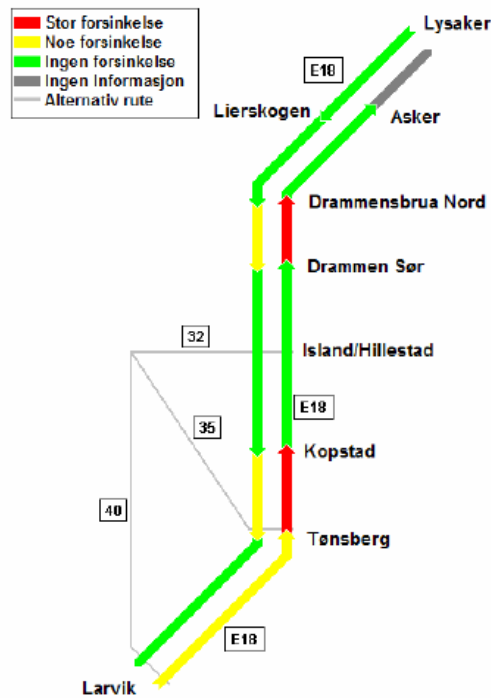 Stor forsinkelse
Noe forsinkelse
Ingen forsinkelse
Ingen Informasjon
Alternativ rute
Lysaker
E18
Lierskogen
Asker
Drammensbrua Nord
Drammen Sør
32
Island/Hillestad
E18
35
Kopstad
40
Tønsberg
E18
Larvik